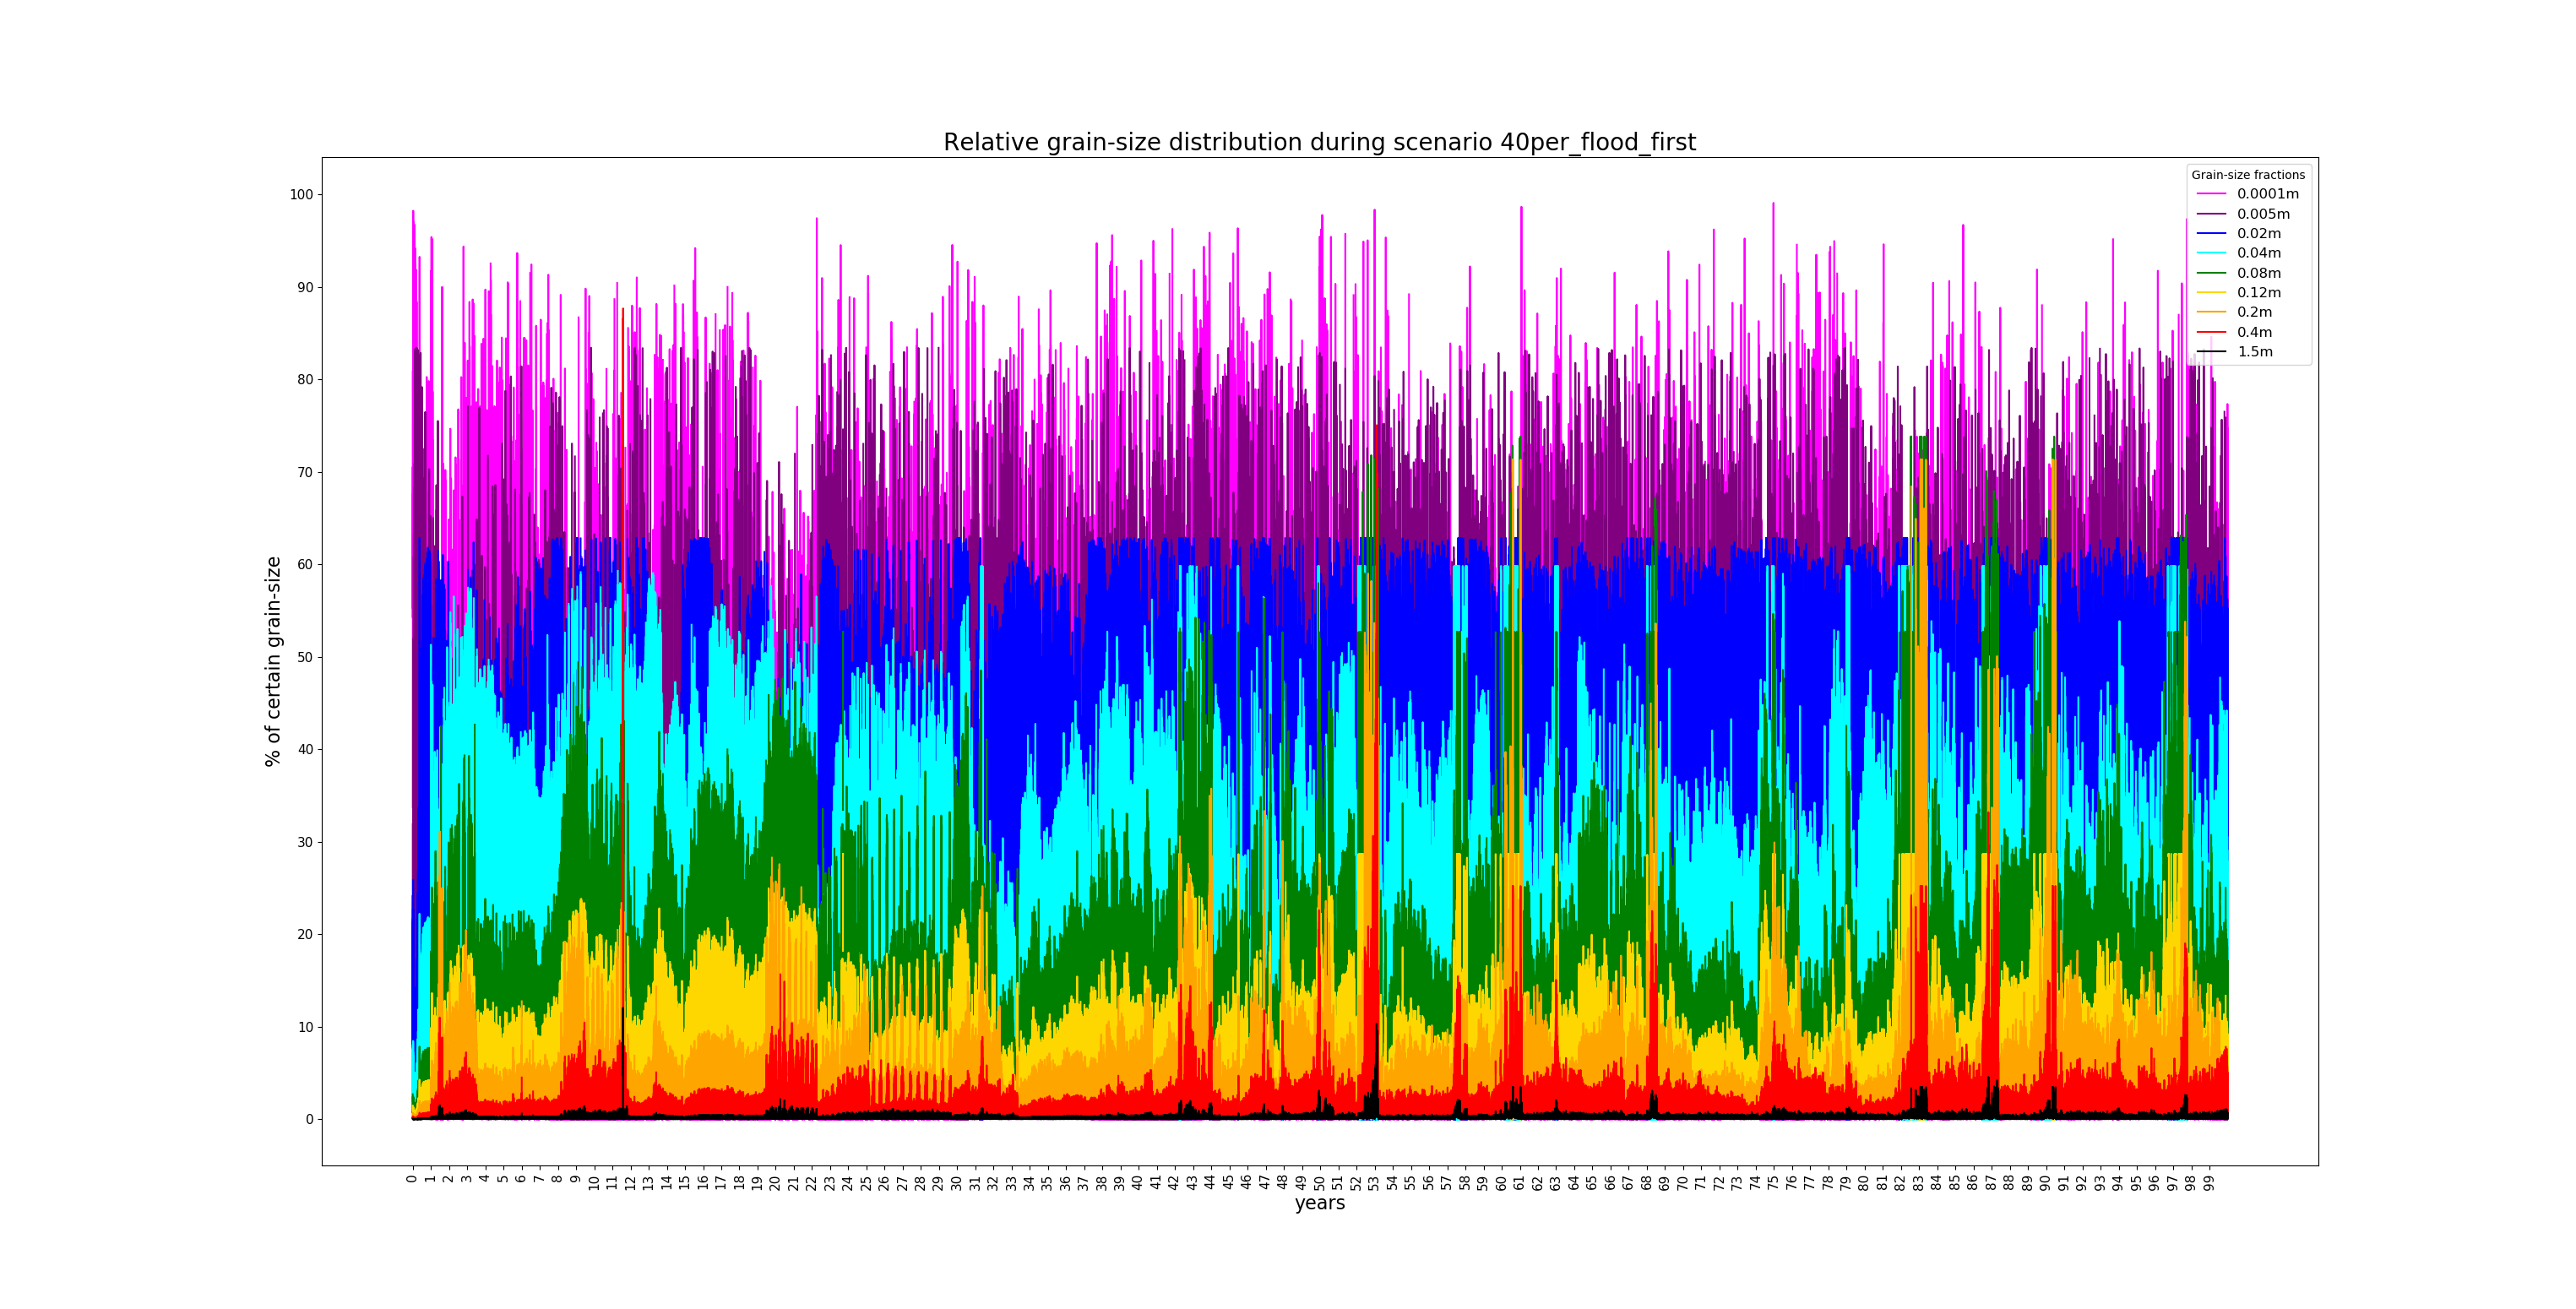 Relative grain-size distribution during scenario 40per_flood_first
% of certain grain-size
100
90
80
70
60
50
40
30
20
10
0
Grain-size fractions
0.0001m
0.005m
0.02m
0.04m
0.08m
0.12m
0.2m
0.4m
1.5m
0 1 2 3 4 5 6 7 8 9 10 11 12 13 14 15 16 17 18 19 20 21 22 23 24 25 26 27 28 29 30 31 32 33 34 35 36 37 38 39 40 41 42 43 44 45 46 47 48 49 50 51 52 53 54 55 56 57 58 59 60 61 62 63 64 65 66 67 68 69 70 71 72 73 74 75 76 77 78 79 80 81 82 83 84 85 86 87 88 89 90 91 92 93 94 95 96 97 98 99
years